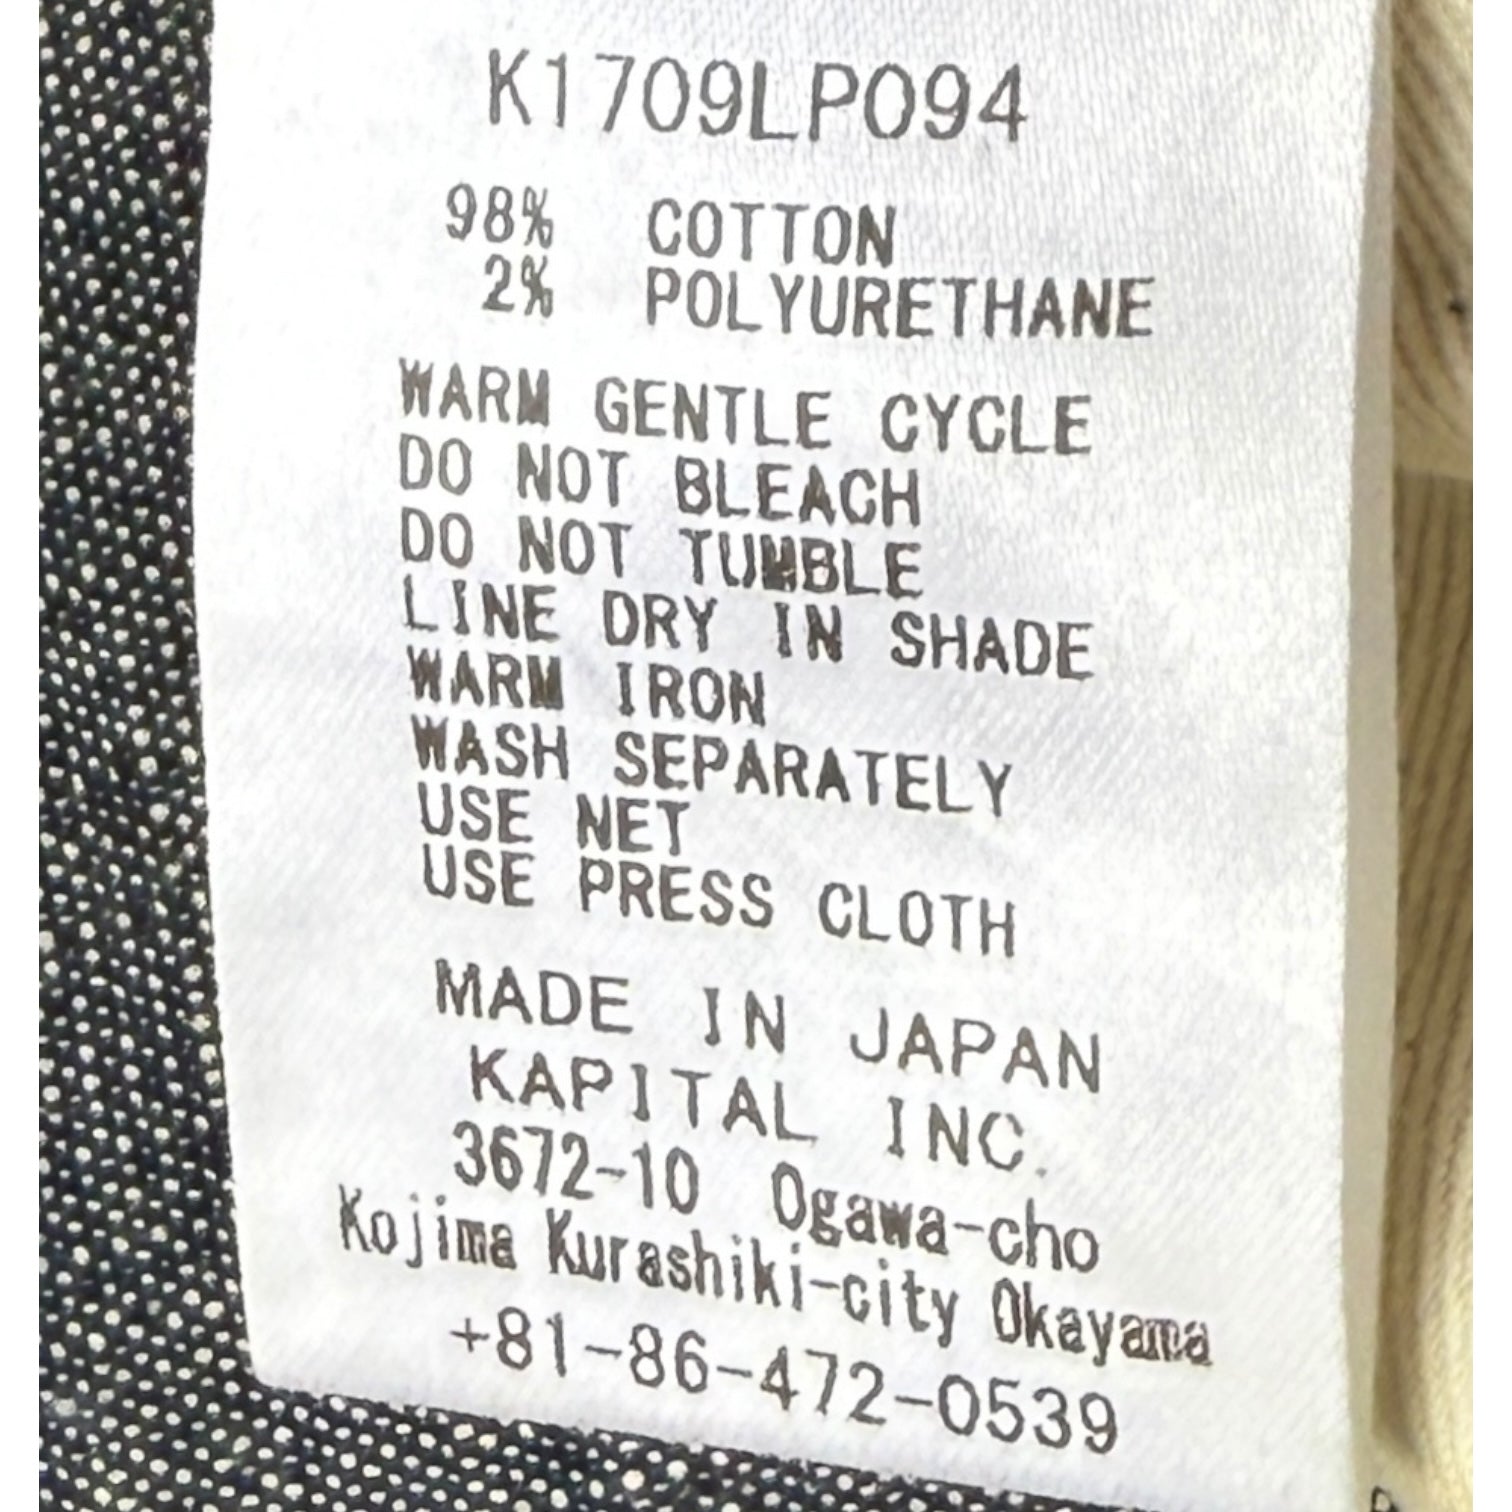 K1709LP094
98% COTTON
2% POLYURETHANE
WARM GENTLE CYCLE
DO NOT BLEACH
DO NOT TUMBLE
LINE DRY IN SHADE
WARM IRON
WASH SEPARATELY
USE NET
USE PRESS CLOTH
MADE IN JAPAN
KAPITAL INC.
3672-10 Ogawa-cho
Kojima Kurashiki-city Okayama
+81-86-472-0539